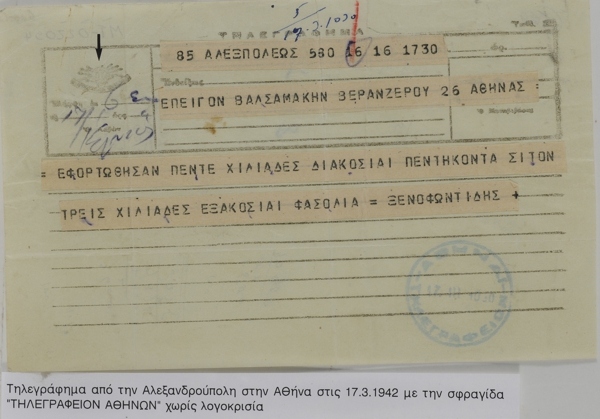 ΤΗΛΕΓΡΑΦΗΜΑ
85 ΑΛΕΞΠΟΛΕΩΣ 580 16 16 1730
ΕΠΕΙΓΟΝ ΒΑΛΣΑΜΑΚΗΝ ΒΕΡΑΝΖΕΡΟΥ 26 ΑΘΗΝΑΣ =
= ΕΦΟΡΤΩΘΗΣΑΝ ΠΕΝΤΕ ΧΙΛΙΑΔΕΣ ΔΙΑΚΟΣΙΑΙ ΠΕΝΤΗΚΟΝΤΑ ΣΙΤΟΝ
ΤΡΕΙΣ ΧΙΛΙΑΔΕΣ ΕΞΑΚΟΣΙΑΙ ΦΑΣΟΛΙΑ = ΞΕΝΟΦΩΝΤΙΔΗΣ +
Τηλεγράφημα από την Αλεξανδρούπολη στην Αθήνα στις 17.3.1942 με την σφραγίδα
"ΤΗΛΕΓΡΑΦΕΙΟΝ ΑΘΗΝΩΝ" χωρίς λογοκρισία